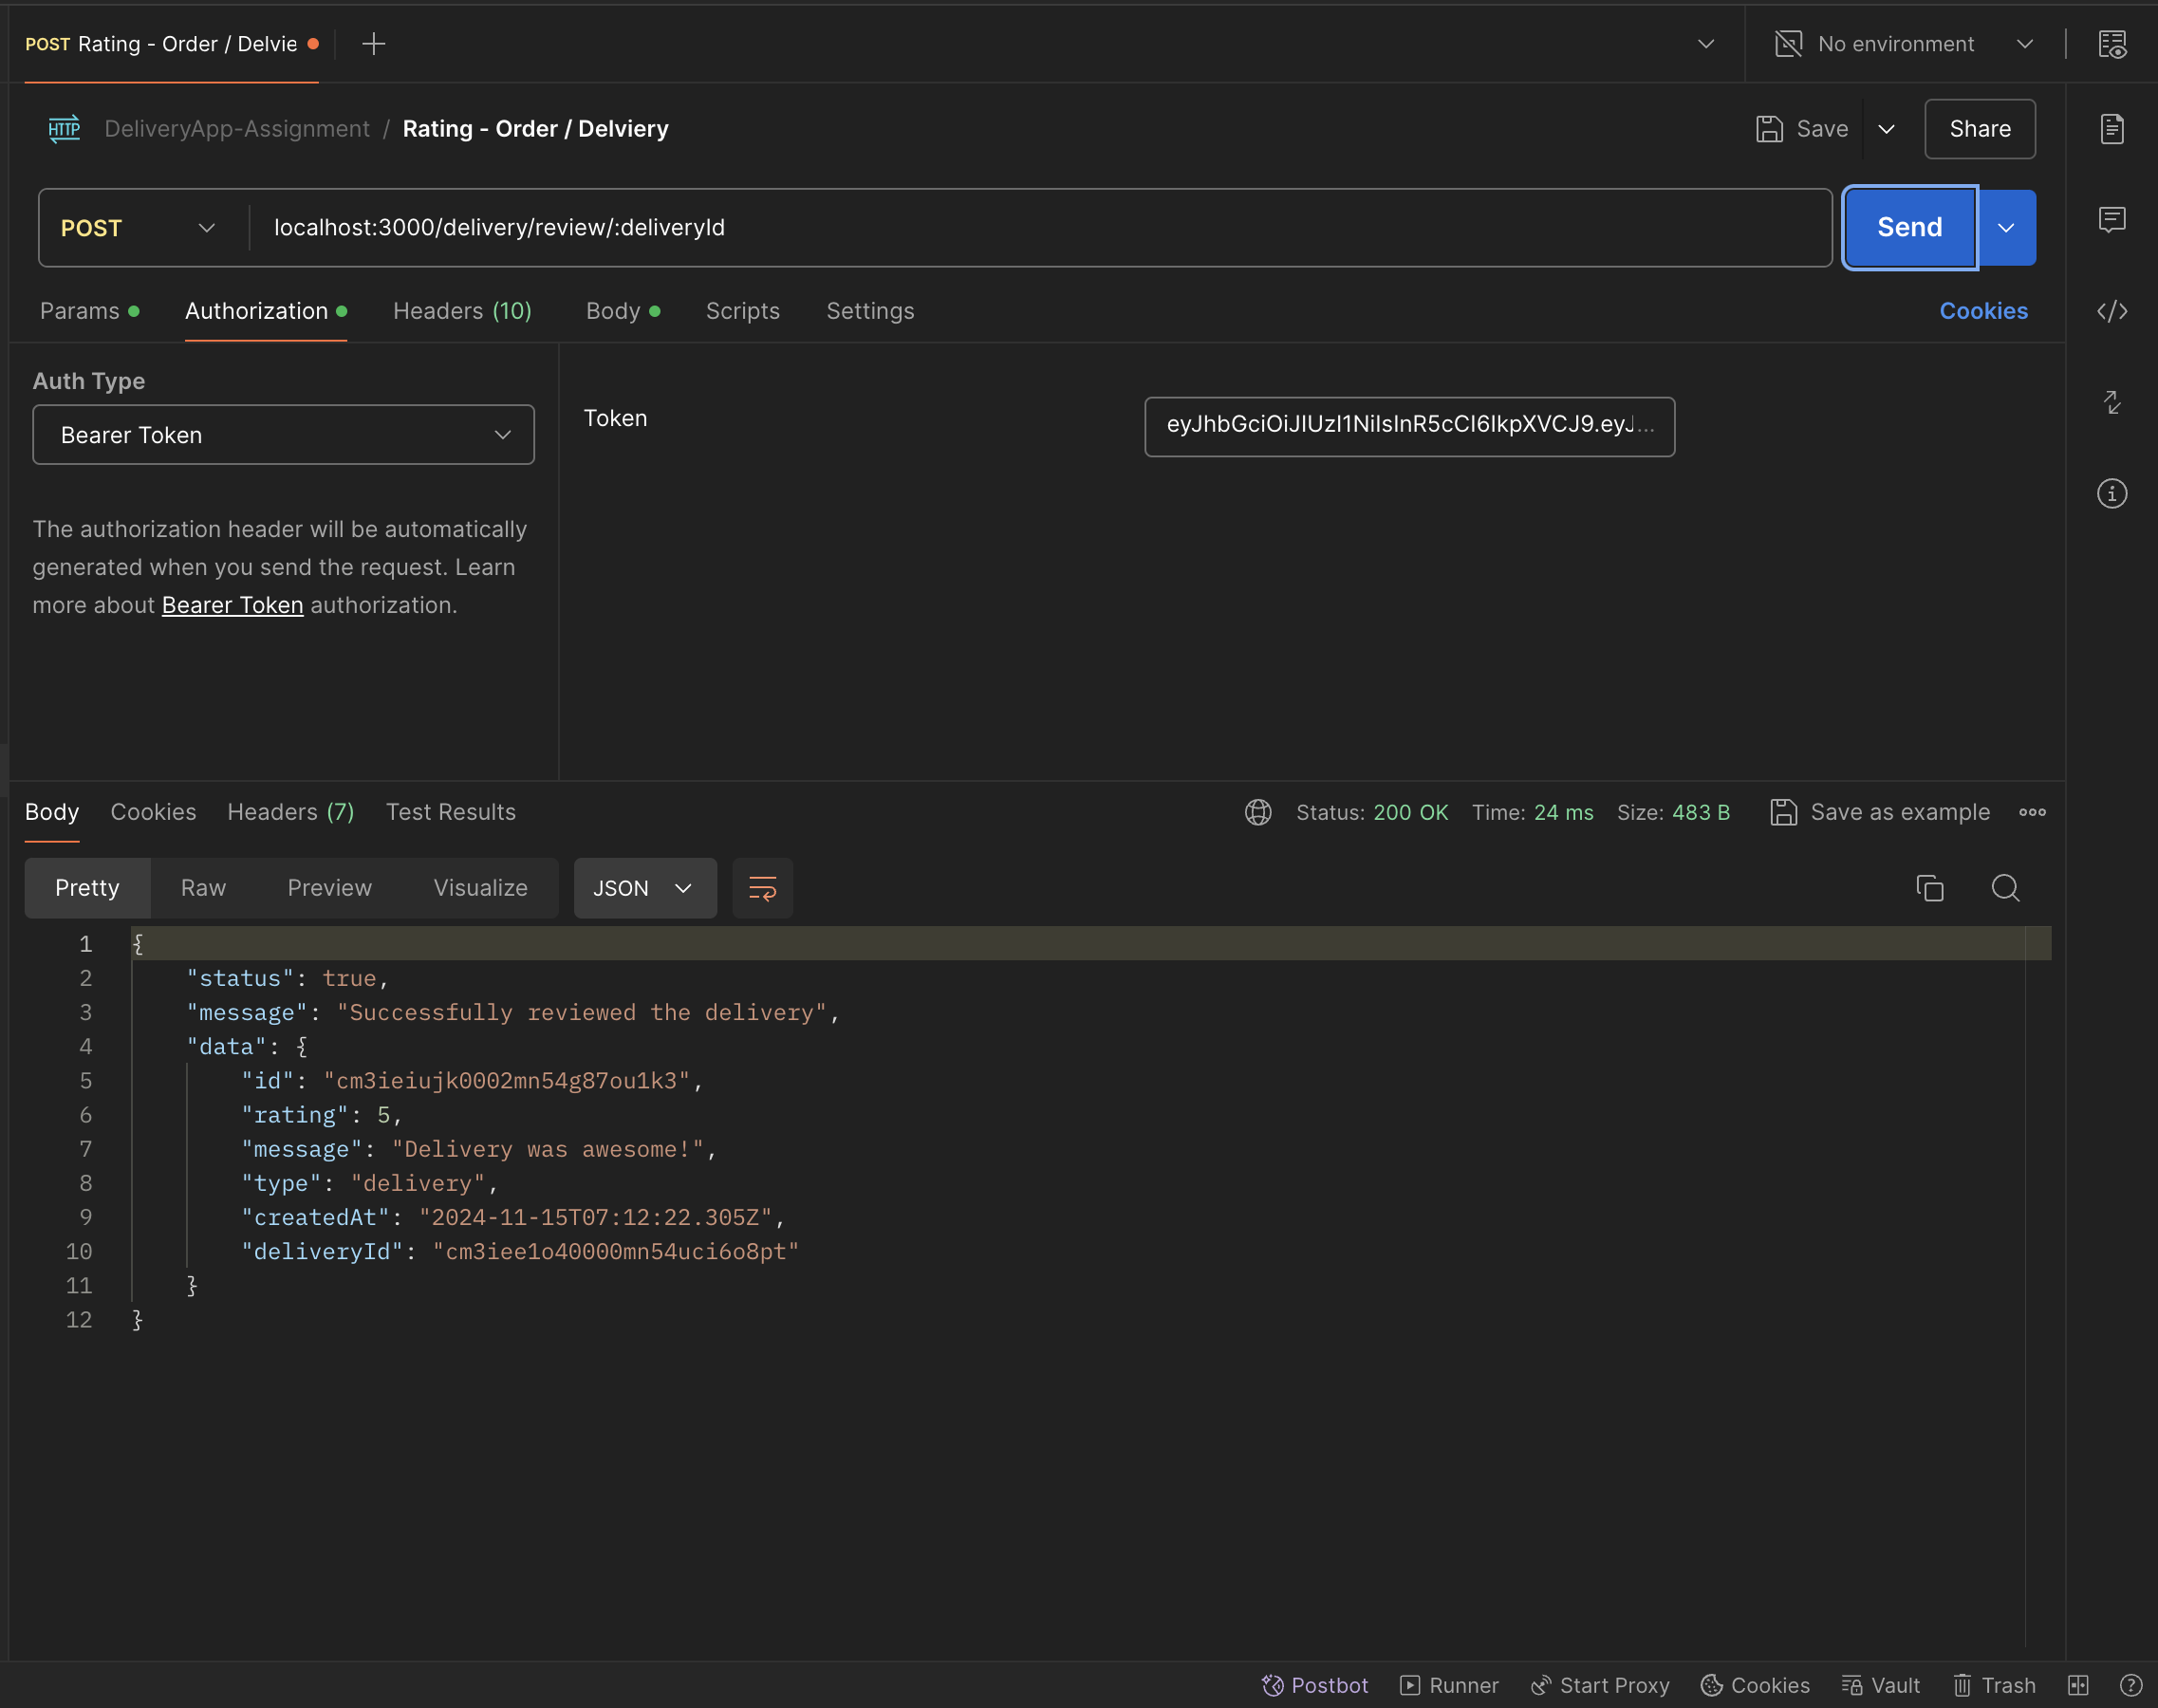 POST Rating - Order / Delvie
No environment
HTTP DeliveryApp-Assignment / Rating - Order / Delviery
Save
Share
POST
localhost:3000/delivery/review/:deliveryId
Send
Params
Authorization
Headers (10)
Body
Scripts
Settings
Cookies
Auth Type
Bearer Token
The authorization header will be automatically
generated when you send the request. Learn
more about Bearer Token authorization.
Token
eyJhbGciOiJIUzI1NiIsInR5cCI6IkpXVCJ9.eyJ...
Body
Cookies
Headers (7)
Test Results
Status: 200 OK
Time: 24 ms
Size: 483 B
Save as example
Pretty
Raw
Preview
Visualize
JSON
1 {
2 "status": true,
3 "message": "Successfully reviewed the delivery",
4 "data": {
5 "id": "cm3ieiujk0002mn54g87ou1k3",
6 "rating": 5,
7 "message": "Delivery was awesome!",
8 "type": "delivery",
9 "createdAt": "2024-11-15T07:12:22.305Z",
10 "deliveryId": "cm3iee1o40000mn54uci6o8pt"
11 }
12 }
Postbot
Runner
Start Proxy
Cookies
Vault
Trash